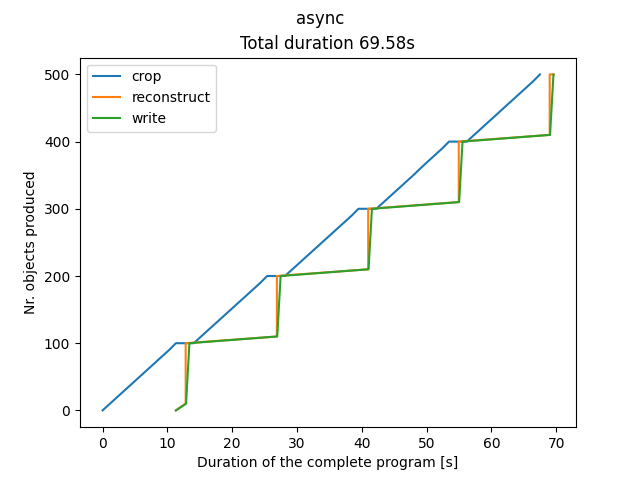 async
Total duration 69.58s
crop
reconstruct
write
Nr. objects produced
500
400
300
200
100
0
0 10 20 30 40 50 60 70
Duration of the complete program [s]